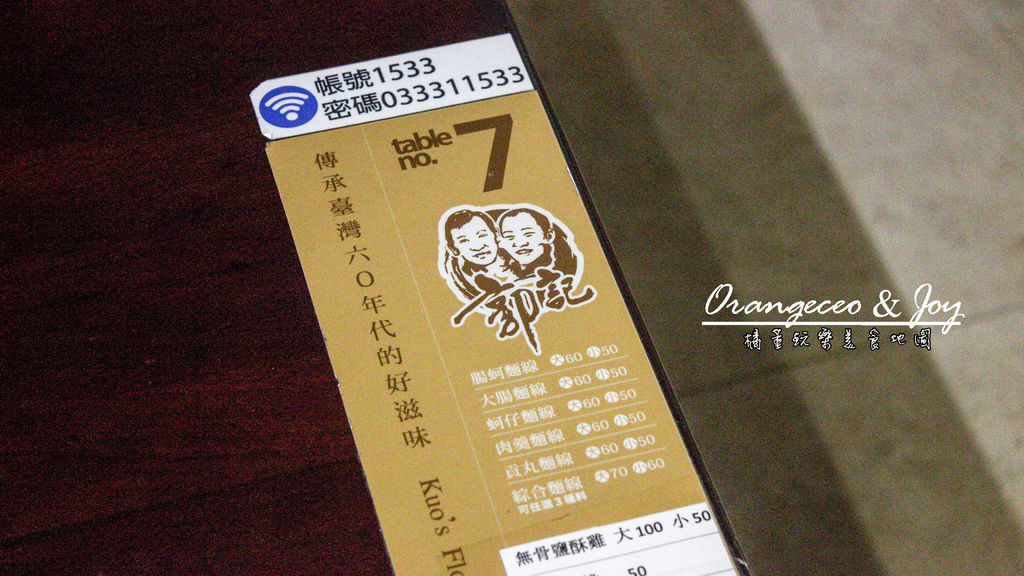 帳號1533
密碼033311533
table
no. 7
傳承臺灣六0年代的好滋味 Kuo's Flo
郭記
腸蚵麵線 大60 小50
大腸麵線 大60 小50
蚵仔麵線 大60 小50
肉羹麵線 大60 小50
貢丸麵線 大60 小50
綜合麵線 大70 小60
可任選3種料
無骨鹽酥雞 大100 小50
50
Orangeceo & Joy
橘董玩樂美食地圖